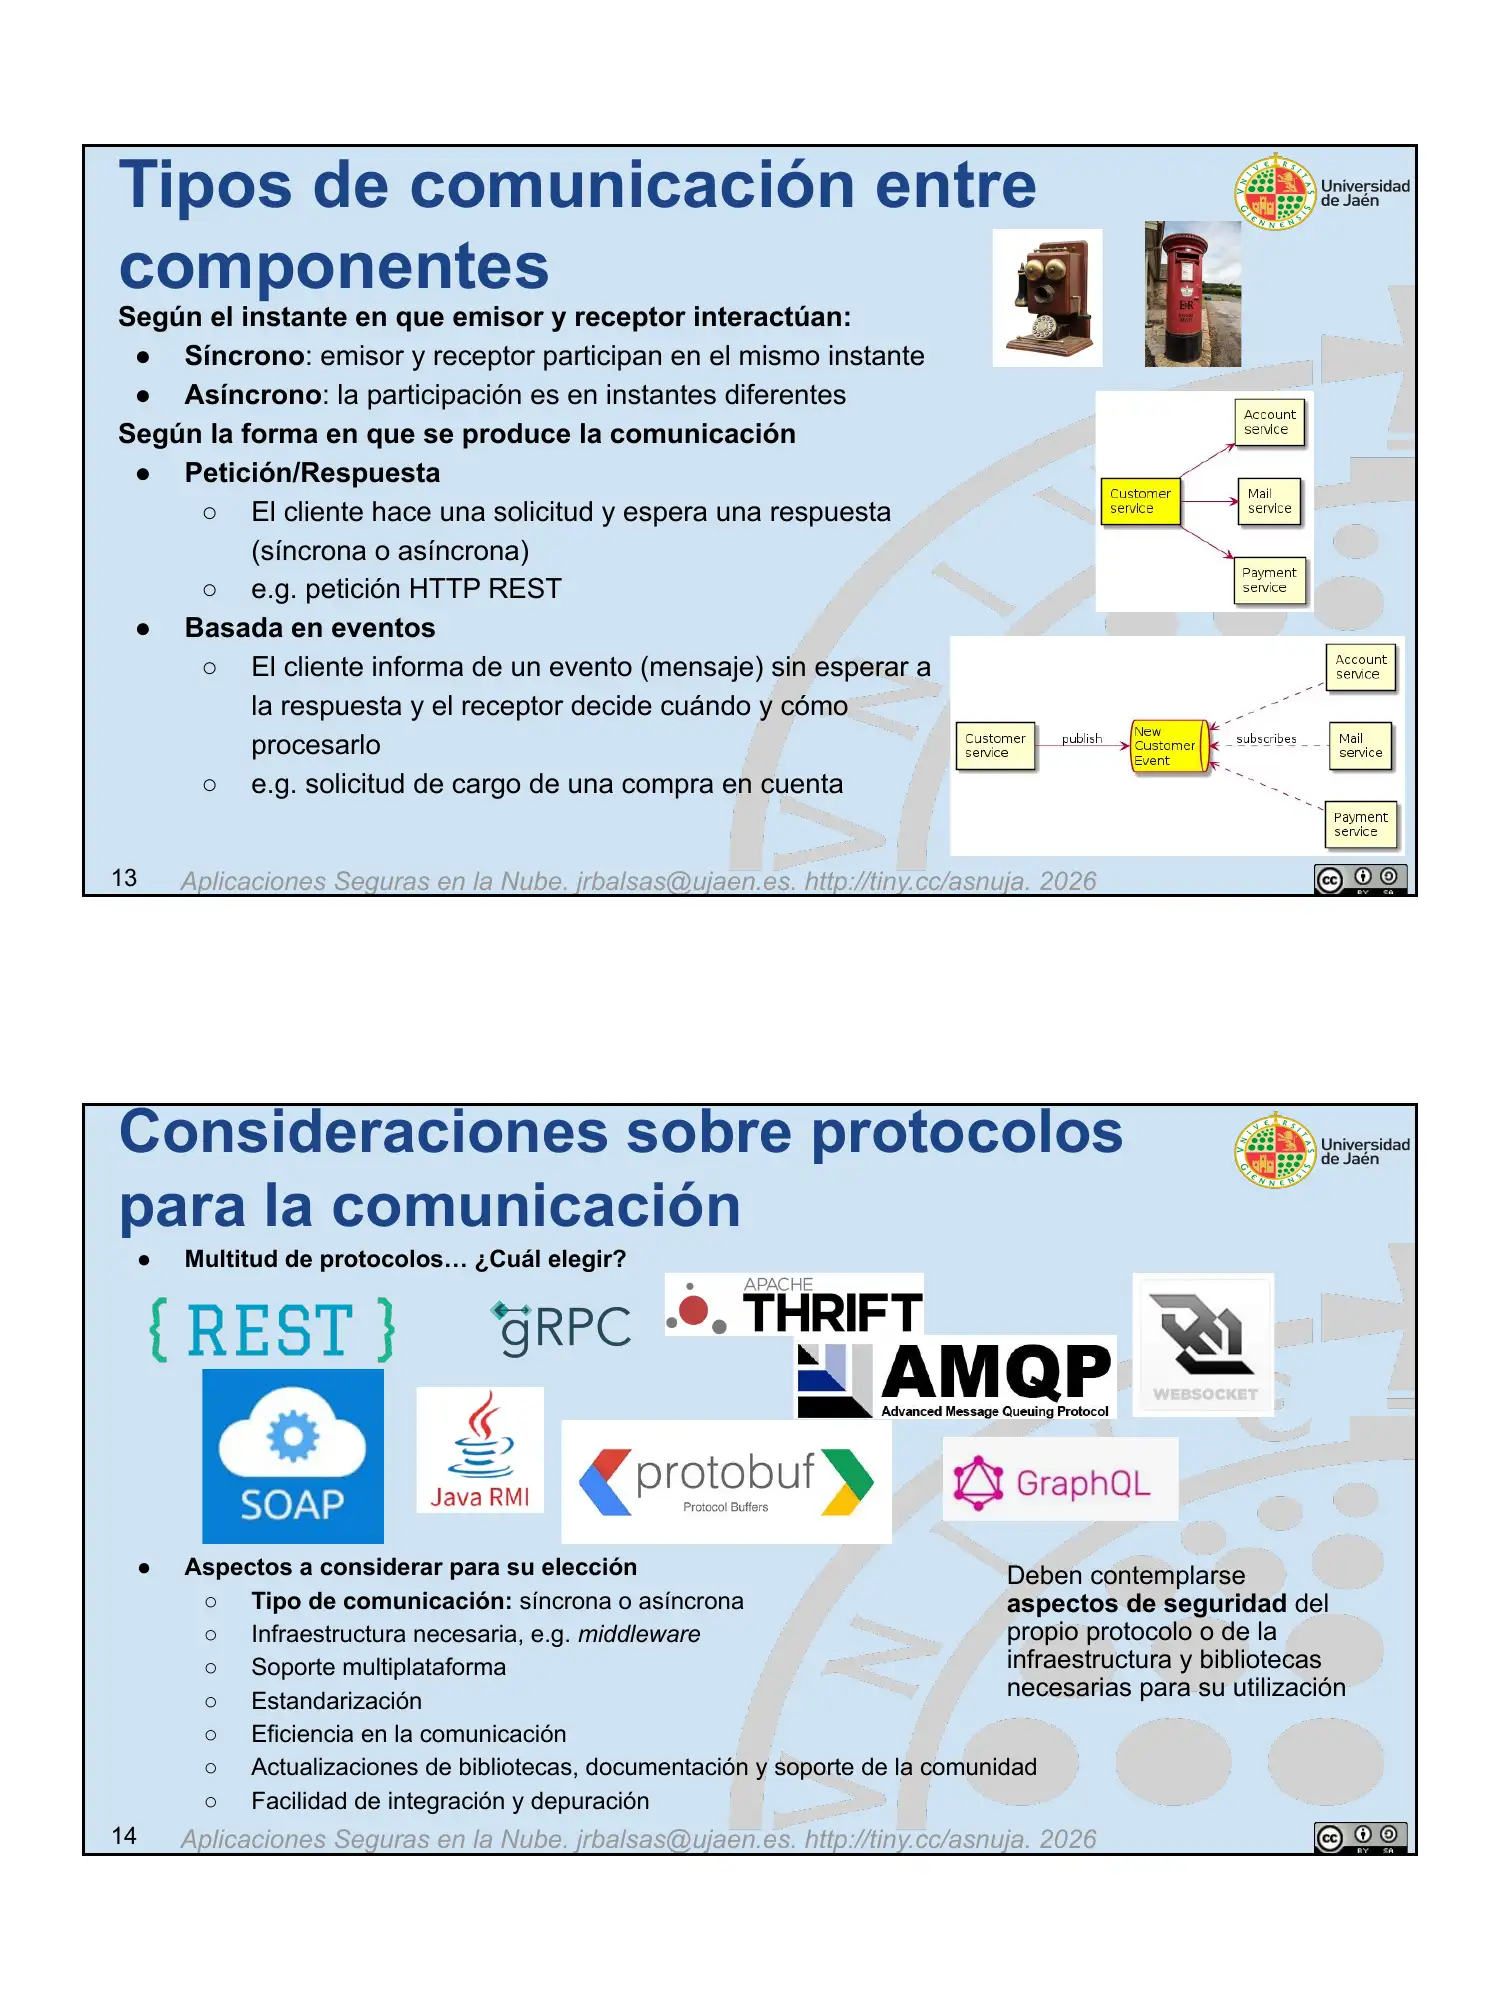 Tipos de comunicación entre
componentes
Universidad
de Jaén
Según el instante en que emisor y receptor interactúan:
● Síncrono: emisor y receptor participan en el mismo instante
● Asíncrono: la participación es en instantes diferentes
Según la forma en que se produce la comunicación
● Petición/Respuesta
○ El cliente hace una solicitud y espera una respuesta
(síncrona o asíncrona)
○ e.g. petición HTTP REST
● Basada en eventos
○ El cliente informa de un evento (mensaje) sin esperar a
la respuesta y el receptor decide cuándo y cómo
procesarlo
○ e.g. solicitud de cargo de una compra en cuenta
Customer
service
Account
service
Mail
service
Payment
service
Customer
service
publish
New
Customer
Event
subscribes
Account
service
Mail
service
Payment
service
13
Aplicaciones Seguras en la Nube. jrbalsas@ujaen.es. http://tiny.cc/asnuja. 2026
cc BY SA
Consideraciones sobre protocolos
para la comunicación
Universidad
de Jaén
● Multitud de protocolos… ¿Cuál elegir?
{ REST }
gRPC
APACHE
THRIFT
AMQP
Advanced Message Queuing Protocol
WEBSOCKET
SOAP
Java RMI
protobuf
Protocol Buffers
GraphQL
● Aspectos a considerar para su elección
○ Tipo de comunicación: síncrona o asíncrona
○ Infraestructura necesaria, e.g. middleware
○ Soporte multiplataforma
○ Estandarización
○ Eficiencia en la comunicación
○ Actualizaciones de bibliotecas, documentación y soporte de la comunidad
○ Facilidad de integración y depuración
Deben contemplarse
aspectos de seguridad del
propio protocolo o de la
infraestructura y bibliotecas
necesarias para su utilización
14
Aplicaciones Seguras en la Nube. jrbalsas@ujaen.es. http://tiny.cc/asnuja. 2026
cc BY SA